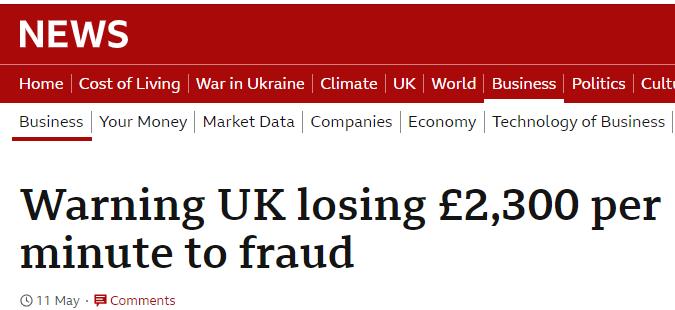 NEWS
Home Cost of Living War in Ukraine Climate UK World Business Politics
Business Your Money Market Data Companies Economy Technology of Business
Warning UK losing £2,300 per
minute to fraud
11 May · Comments